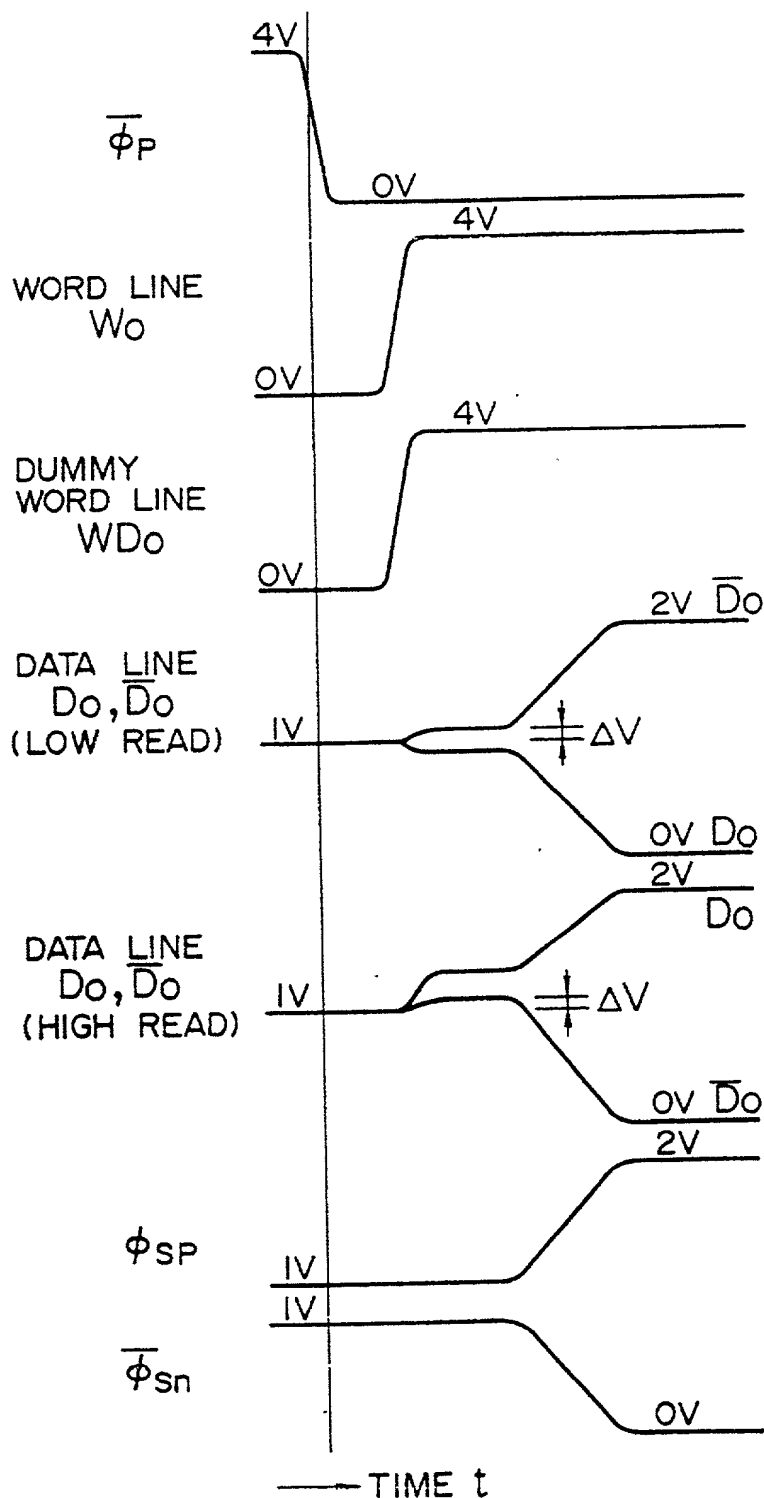 4V
φ̅P
0V
4V
WORD LINE
W0
0V
4V
DUMMY
WORD LINE
WD0
0V
2V D̅0
DATA LINE
D0, D̅0
(LOW READ)
1V
ΔV
0V D0
2V
D0
DATA LINE
D0, D̅0
(HIGH READ)
1V
ΔV
0V D̅0
2V
φSP
1V
1V
φ̅Sn
0V
TIME t